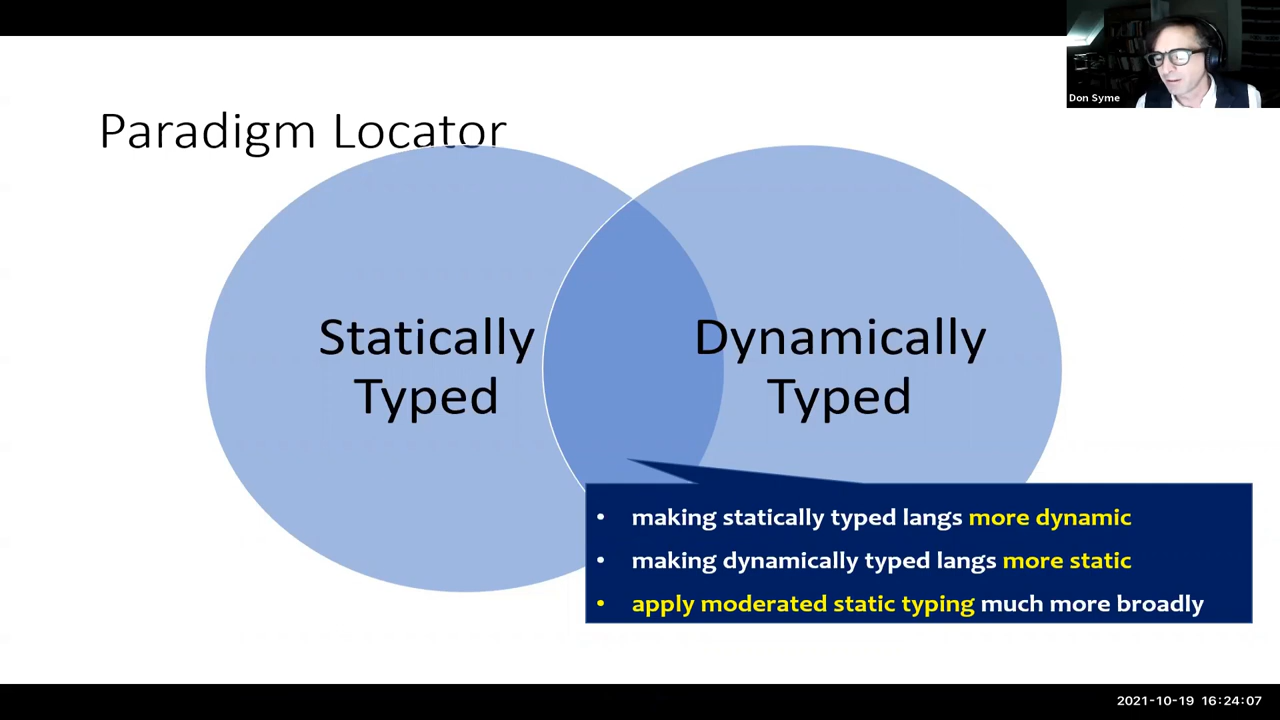 Don Syme
Paradigm Locator
Statically
Typed
Dynamically
Typed
• making statically typed langs more dynamic
• making dynamically typed langs more static
• apply moderated static typing much more broadly
2021-10-19 16:24:07